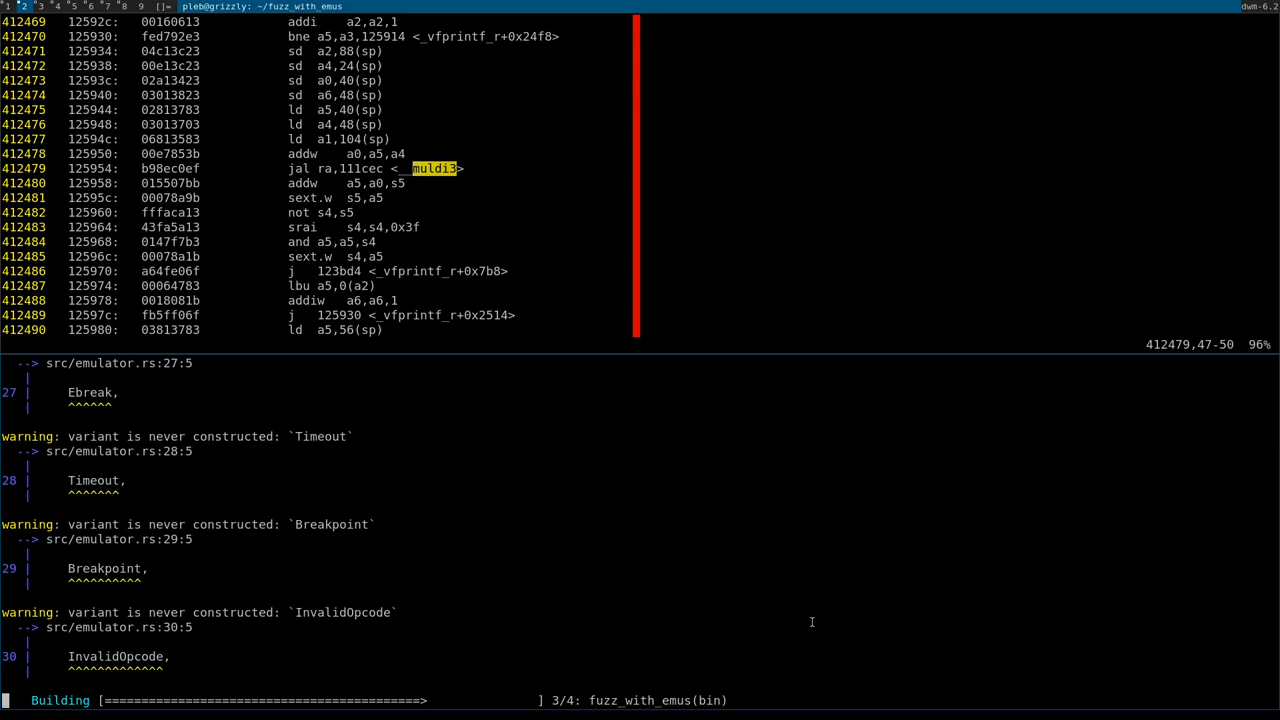 1 2 3 4 5 6 7 8 9 []= pleb@grizzly: ~/fuzz_with_emus dwm-6.2
412469 12592c: 00160613 addi a2,a2,1
412470 125930: fed792e3 bne a5,a3,125914 <_vfprintf_r+0x24f8>
412471 125934: 04c13c23 sd a2,88(sp)
412472 125938: 00e13c23 sd a4,24(sp)
412473 12593c: 02a13423 sd a0,40(sp)
412474 125940: 03013823 sd a6,48(sp)
412475 125944: 02813783 ld a5,40(sp)
412476 125948: 03013703 ld a4,48(sp)
412477 12594c: 06813583 ld a1,104(sp)
412478 125950: 00e7853b addw a0,a5,a4
412479 125954: b98ec0ef jal ra,111cec <__muldi3>
412480 125958: 015507bb addw a5,a0,s5
412481 12595c: 00078a9b sext.w s5,a5
412482 125960: fffaca13 not s4,s5
412483 125964: 43fa5a13 srai s4,s4,0x3f
412484 125968: 0147f7b3 and a5,a5,s4
412485 12596c: 00078a1b sext.w s4,a5
412486 125970: a64fe06f j 123bd4 <_vfprintf_r+0x7b8>
412487 125974: 00064783 lbu a5,0(a2)
412488 125978: 0018081b addiw a6,a6,1
412489 12597c: fb5ff06f j 125930 <_vfprintf_r+0x2514>
412490 125980: 03813783 ld a5,56(sp)
412479,47-50 96%
--> src/emulator.rs:27:5
|
27 | Ebreak,
| ^^^^^^
warning: variant is never constructed: `Timeout`
--> src/emulator.rs:28:5
|
28 | Timeout,
| ^^^^^^^
warning: variant is never constructed: `Breakpoint`
--> src/emulator.rs:29:5
|
29 | Breakpoint,
| ^^^^^^^^^^
warning: variant is never constructed: `InvalidOpcode`
--> src/emulator.rs:30:5
|
30 | InvalidOpcode,
| ^^^^^^^^^^^^^
Building [===========================================> ] 3/4: fuzz_with_emus(bin)